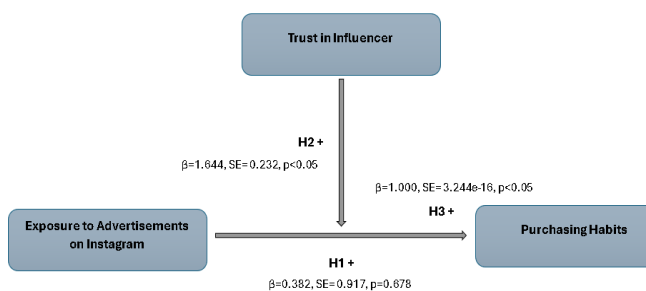 Trust in Influencer
H2 +
β=1.644, SE=0.232, p<0.05
β=1.000, SE=3.244e-16, p<0.05
H3 +
Exposure to Advertisements
on Instagram
Purchasing Habits
H1 +
β=0.382, SE=0.917, p=0.678